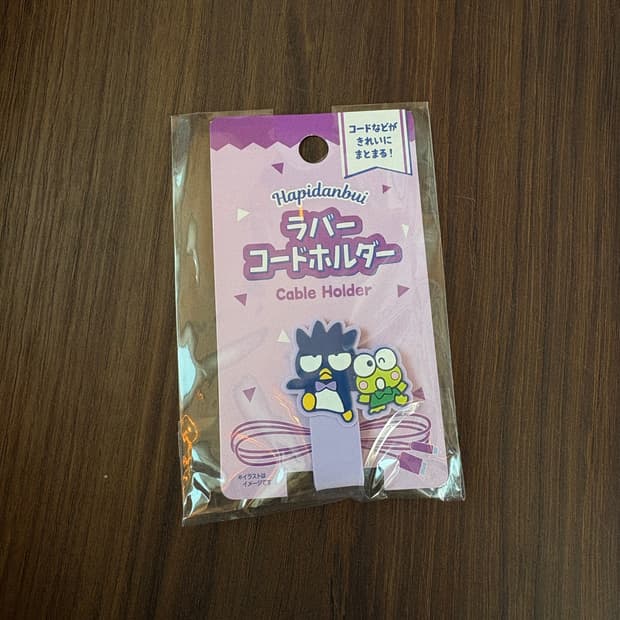 コードなどが
きれいに
まとまる!
Hapidanbui
ラバー
コードホルダー
Cable Holder
※イラストは
イメージです